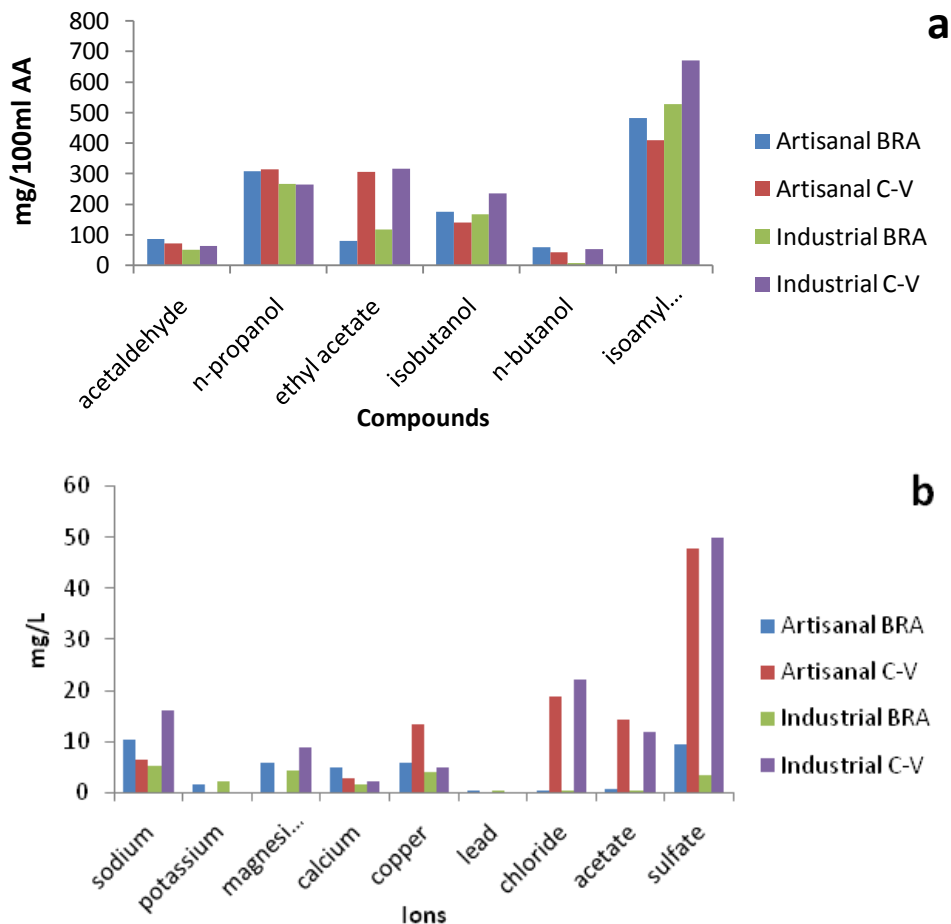 a
800
700
600
500
400
300
200
100
0
mg/100ml AA
acetaldehyde
n-propanol
ethyl acetate
isobutanol
n-butanol
isoamyl...
Compounds
Artisanal BRA
Artisanal C-V
Industrial BRA
Industrial C-V
b
60
50
40
30
20
10
0
mg/L
sodium
potassium
magnesi...
calcium
copper
lead
chloride
acetate
sulfate
Ions
Artisanal BRA
Artisanal C-V
Industrial BRA
Industrial C-V